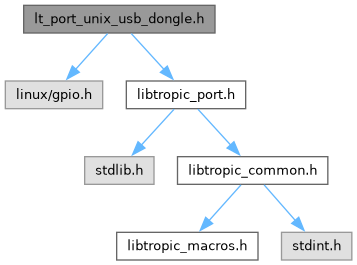 lt_port_unix_usb_dongle.h
linux/gpio.h
libtropic_port.h
stdlib.h
libtropic_common.h
libtropic_macros.h
stdint.h